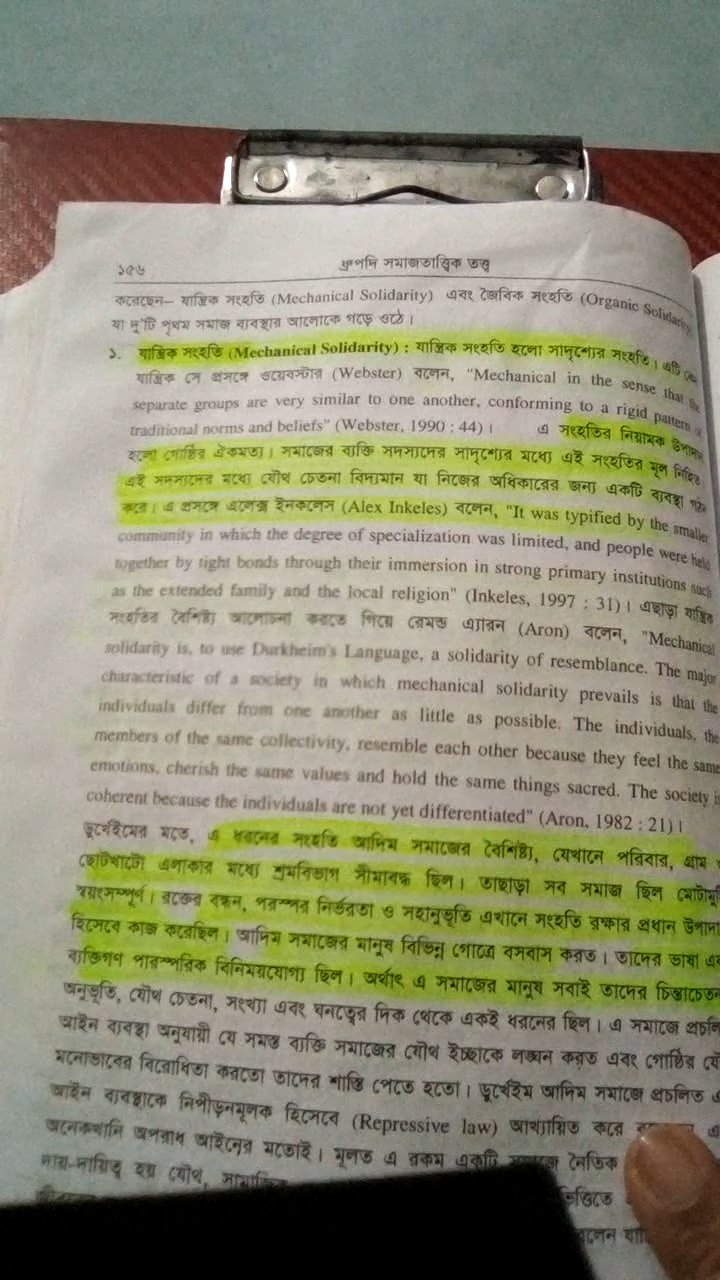 ১৫৬ ধ্রুপদি সমাজতাত্ত্বিক তত্ত্ব
করেছেন– যান্ত্রিক সংহতি (Mechanical Solidarity) এবং জৈবিক সংহতি (Organic Solidarity)
যা দু'টি পৃথম সমাজ ব্যবস্থার আলোকে গড়ে ওঠে।
১. যান্ত্রিক সংহতি (Mechanical Solidarity) : যান্ত্রিক সংহতি হলো সাদৃশ্যের সংহতি। এটি
যান্ত্রিক সে প্রসঙ্গে ওয়েবস্টার (Webster) বলেন, "Mechanical in the sense that the
separate groups are very similar to one another, conforming to a rigid pattern of
traditional norms and beliefs" (Webster, 1990 : 44)। এ সংহতির নিয়ামক উপাদান
হলো গোষ্ঠির ঐকমত্য। সমাজের ব্যক্তি সদস্যদের সাদৃশ্যের মধ্যে এই সংহতির মূল নিহিত।
এই সদস্যদের মধ্যে যৌথ চেতনা বিদ্যমান যা নিজের অধিকারের জন্য একটি ব্যবস্থা গঠন
করে। এ প্রসঙ্গে এলেক্স ইনকলেস (Alex Inkeles) বলেন, "It was typified by the smaller
community in which the degree of specialization was limited, and people were held
together by tight bonds through their immersion in strong primary institutions such
as the extended family and the local religion" (Inkeles, 1997 : 31)। এছাড়া যান্ত্রিক
সংহতির বৈশিষ্ট্য আলোচনা করতে গিয়ে রেমন্ড এ্যারন (Aron) বলেন, "Mechanical
solidarity is, to use Durkheim's Language, a solidarity of resemblance. The major
characteristic of a society in which mechanical solidarity prevails is that the
individuals differ from one another as little as possible. The individuals, the
members of the same collectivity, resemble each other because they feel the same
emotions, cherish the same values and hold the same things sacred. The society is
coherent because the individuals are not yet differentiated" (Aron, 1982 : 21)।
ডুর্খেইমের মতে, এ ধরনের সংহতি আদিম সমাজের বৈশিষ্ট্য, যেখানে পরিবার, গ্রাম
ছোটখাটো এলাকার মধ্যে শ্রমবিভাগ সীমাবদ্ধ ছিল। তাছাড়া সব সমাজ ছিল মোটামু
স্বয়ংসম্পূর্ণ। রক্তের বন্ধন, পরস্পর নির্ভরতা ও সহানুভূতি এখানে সংহতি রক্ষার প্রধান উপাদা
হিসেবে কাজ করেছিল। আদিম সমাজের মানুষ বিভিন্ন গোত্রে বসবাস করত। তাদের ভাষা এব
ব্যক্তিগণ পারস্পরিক বিনিময়যোগ্য ছিল। অর্থাৎ এ সমাজের মানুষ সবাই তাদের চিন্তাচেতন
অনুভূতি, যৌথ চেতনা, সংখ্যা এবং ঘনত্বের দিক থেকে একই ধরনের ছিল। এ সমাজে প্রচলি
আইন ব্যবস্থা অনুযায়ী যে সমস্ত ব্যক্তি সমাজের যৌথ ইচ্ছাকে লঙ্ঘন করত এবং গোষ্ঠির যৌ
মনোভাবের বিরোধিতা করতো তাদের শাস্তি পেতে হতো। ডুর্খেইম আদিম সমাজে প্রচলিত এ
আইন ব্যবস্থাকে নিপীড়নমূলক হিসেবে (Repressive law) আখ্যায়িত করে
অনেকখানি অপরাধ আইনের মতোই। মূলত এ রকম একটি সমাজে নৈতিক
দায়-দায়িত্ব হয় যৌথ, সামাজিক
ভিত্তিতে
বলেন